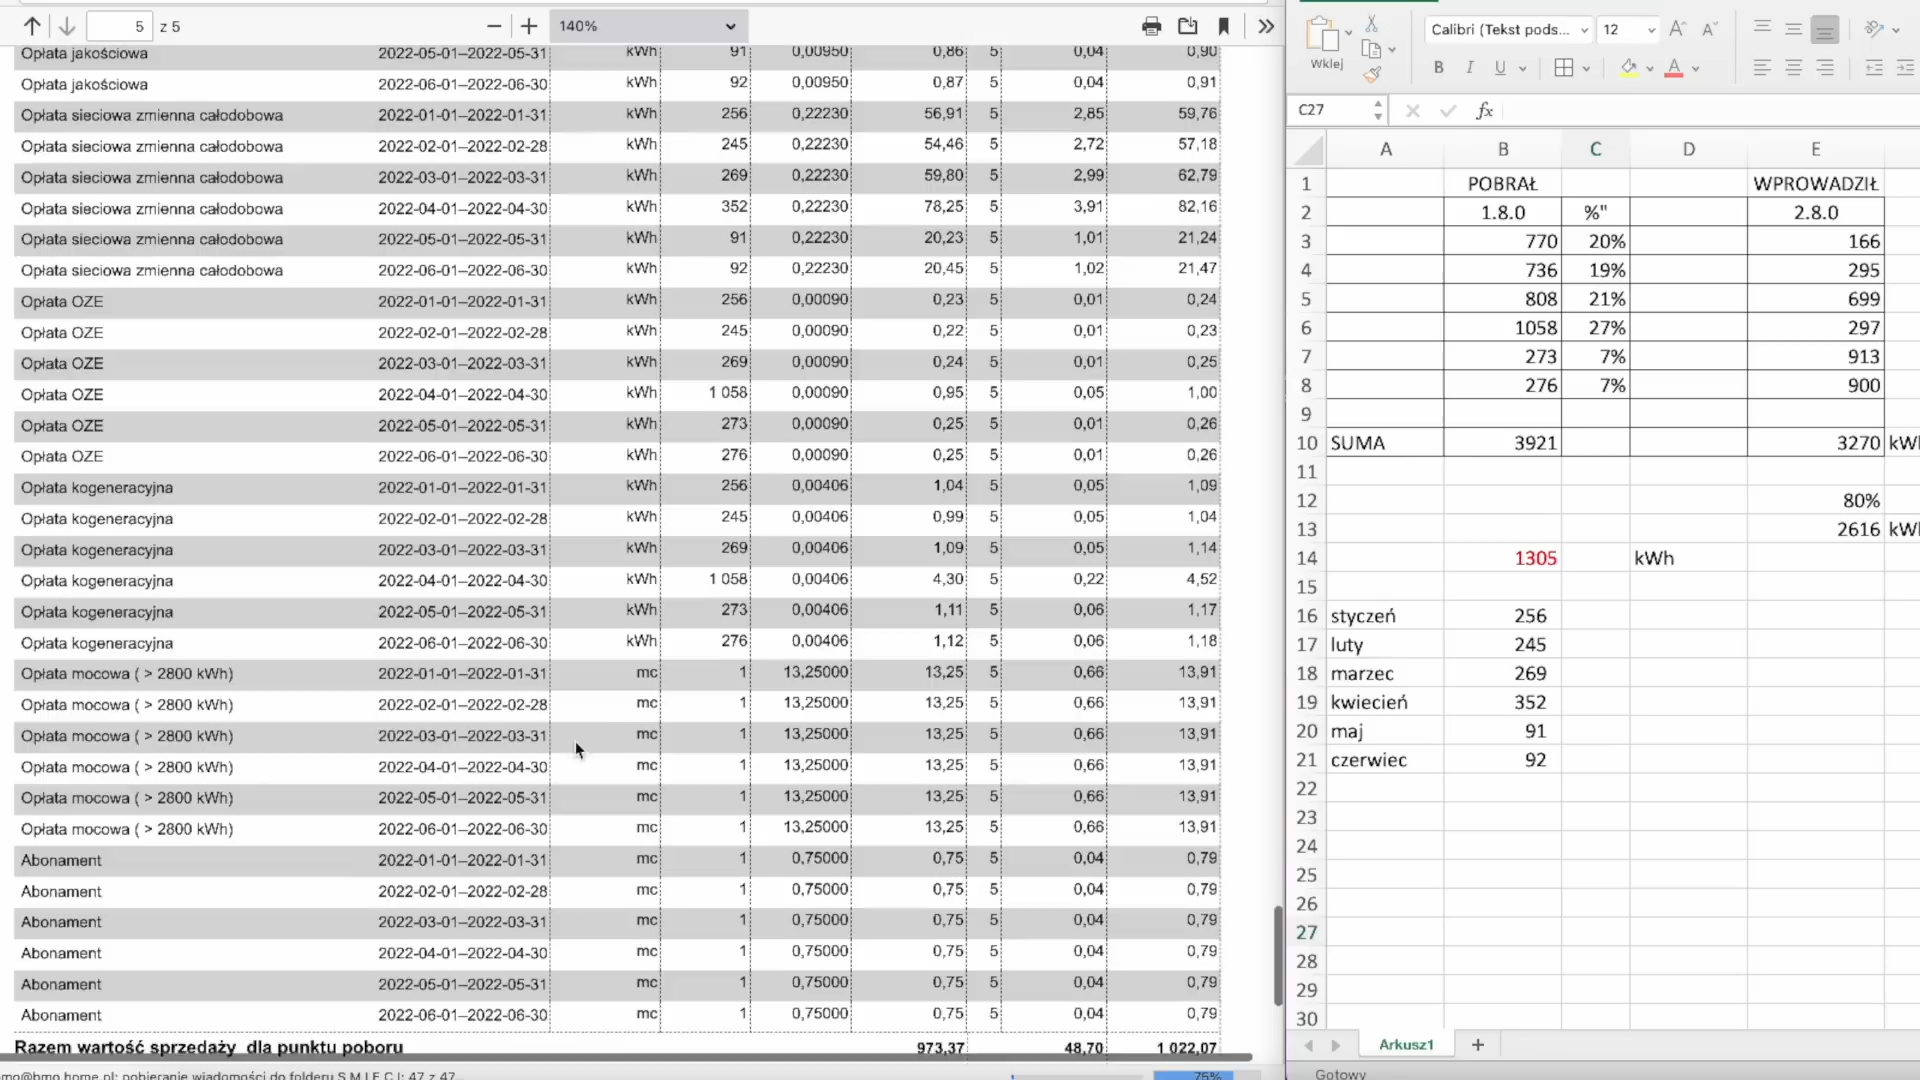 5 z 5 140%
Opłata jakościowa 2022-05-01–2022-05-31 kWh 91 0,00950 0,86 5 0,04 0,90
Opłata jakościowa 2022-06-01–2022-06-30 kWh 92 0,00950 0,87 5 0,04 0,91
Opłata sieciowa zmienna całodobowa 2022-01-01–2022-01-31 kWh 256 0,22230 56,91 5 2,85 59,76
Opłata sieciowa zmienna całodobowa 2022-02-01–2022-02-28 kWh 245 0,22230 54,46 5 2,72 57,18
Opłata sieciowa zmienna całodobowa 2022-03-01–2022-03-31 kWh 269 0,22230 59,80 5 2,99 62,79
Opłata sieciowa zmienna całodobowa 2022-04-01–2022-04-30 kWh 352 0,22230 78,25 5 3,91 82,16
Opłata sieciowa zmienna całodobowa 2022-05-01–2022-05-31 kWh 91 0,22230 20,23 5 1,01 21,24
Opłata sieciowa zmienna całodobowa 2022-06-01–2022-06-30 kWh 92 0,22230 20,45 5 1,02 21,47
Opłata OZE 2022-01-01–2022-01-31 kWh 256 0,00090 0,23 5 0,01 0,24
Opłata OZE 2022-02-01–2022-02-28 kWh 245 0,00090 0,22 5 0,01 0,23
Opłata OZE 2022-03-01–2022-03-31 kWh 269 0,00090 0,24 5 0,01 0,25
Opłata OZE 2022-04-01–2022-04-30 kWh 1 058 0,00090 0,95 5 0,05 1,00
Opłata OZE 2022-05-01–2022-05-31 kWh 273 0,00090 0,25 5 0,01 0,26
Opłata OZE 2022-06-01–2022-06-30 kWh 276 0,00090 0,25 5 0,01 0,26
Opłata kogeneracyjna 2022-01-01–2022-01-31 kWh 256 0,00406 1,04 5 0,05 1,09
Opłata kogeneracyjna 2022-02-01–2022-02-28 kWh 245 0,00406 0,99 5 0,05 1,04
Opłata kogeneracyjna 2022-03-01–2022-03-31 kWh 269 0,00406 1,09 5 0,05 1,14
Opłata kogeneracyjna 2022-04-01–2022-04-30 kWh 1 058 0,00406 4,30 5 0,22 4,52
Opłata kogeneracyjna 2022-05-01–2022-05-31 kWh 273 0,00406 1,11 5 0,06 1,17
Opłata kogeneracyjna 2022-06-01–2022-06-30 kWh 276 0,00406 1,12 5 0,06 1,18
Opłata mocowa ( > 2800 kWh) 2022-01-01–2022-01-31 mc 1 13,25000 13,25 5 0,66 13,91
Opłata mocowa ( > 2800 kWh) 2022-02-01–2022-02-28 mc 1 13,25000 13,25 5 0,66 13,91
Opłata mocowa ( > 2800 kWh) 2022-03-01–2022-03-31 mc 1 13,25000 13,25 5 0,66 13,91
Opłata mocowa ( > 2800 kWh) 2022-04-01–2022-04-30 mc 1 13,25000 13,25 5 0,66 13,91
Opłata mocowa ( > 2800 kWh) 2022-05-01–2022-05-31 mc 1 13,25000 13,25 5 0,66 13,91
Opłata mocowa ( > 2800 kWh) 2022-06-01–2022-06-30 mc 1 13,25000 13,25 5 0,66 13,91
Abonament 2022-01-01–2022-01-31 mc 1 0,75000 0,75 5 0,04 0,79
Abonament 2022-02-01–2022-02-28 mc 1 0,75000 0,75 5 0,04 0,79
Abonament 2022-03-01–2022-03-31 mc 1 0,75000 0,75 5 0,04 0,79
Abonament 2022-04-01–2022-04-30 mc 1 0,75000 0,75 5 0,04 0,79
Abonament 2022-05-01–2022-05-31 mc 1 0,75000 0,75 5 0,04 0,79
Abonament 2022-06-01–2022-06-30 mc 1 0,75000 0,75 5 0,04 0,79
Razem wartość sprzedaży dla punktu poboru 973,37 48,70 1 022,07
pobieranie wiadomości do folderu 47 z 47 75%
Wklej Calibri (Tekst pods... 12
B I U A
C27 fx
A B C D E
1 POBRAŁ WPROWADZIŁ
2 1.8.0 %" 2.8.0
3 770 20% 166
4 736 19% 295
5 808 21% 699
6 1058 27% 297
7 273 7% 913
8 276 7% 900
9
10 SUMA 3921 3270
11
12 80%
13 2616
14 1305 kWh
15
16 styczeń 256
17 luty 245
18 marzec 269
19 kwiecień 352
20 maj 91
21 czerwiec 92
22
23
24
25
26
27
28
29
30
Arkusz1 +
Gotowy